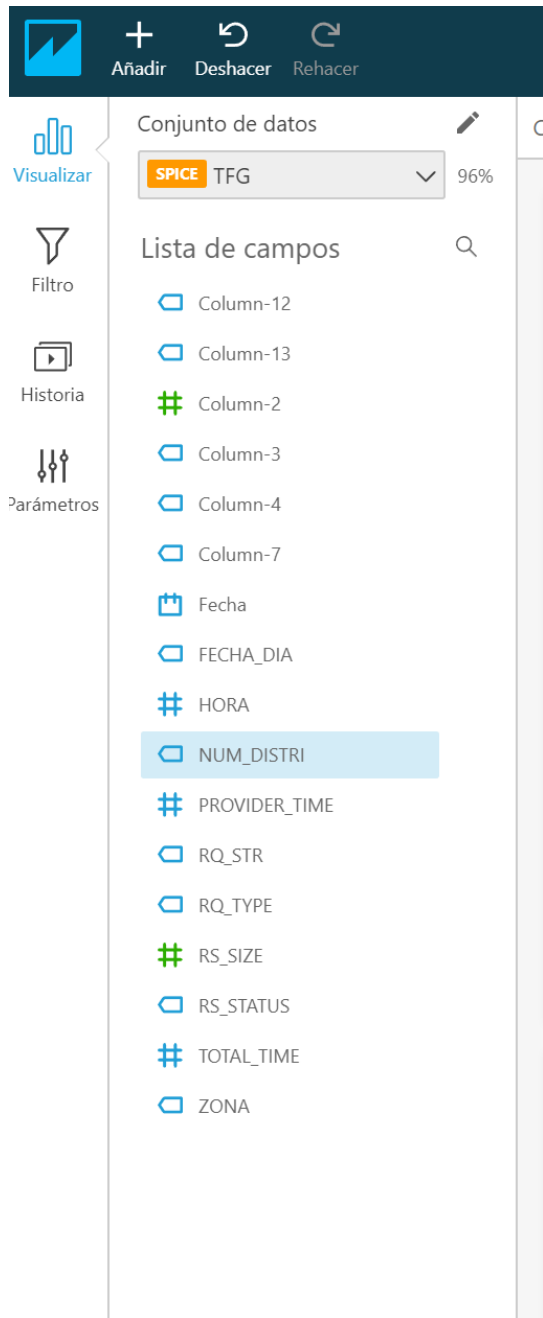 Añadir Deshacer Rehacer
Visualizar
Filtro
Historia
Parámetros
Conjunto de datos
SPICE TFG 96%
Lista de campos
Column-12
Column-13
Column-2
Column-3
Column-4
Column-7
Fecha
FECHA_DIA
HORA
NUM_DISTRI
PROVIDER_TIME
RQ_STR
RQ_TYPE
RS_SIZE
RS_STATUS
TOTAL_TIME
ZONA